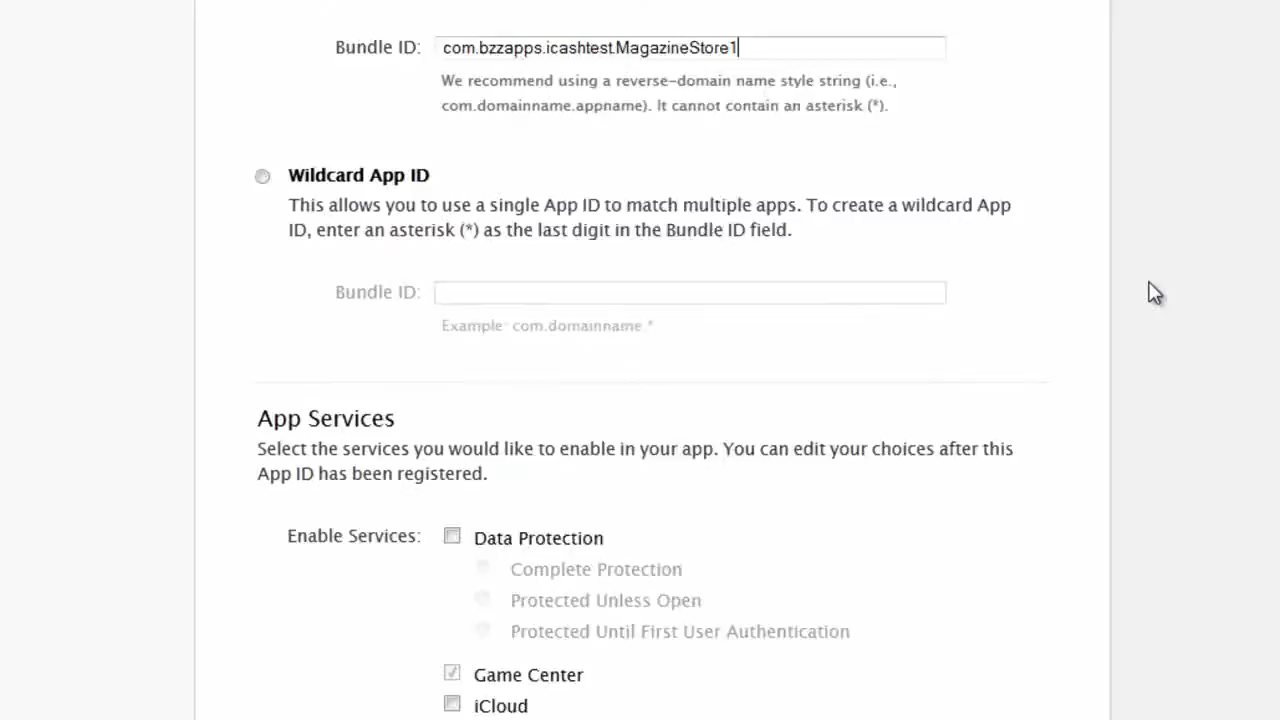 Bundle ID: com.bzzapps.icashtest.MagazineStore1
We recommend using a reverse-domain name style string (i.e.,
com.domainname.appname). It cannot contain an asterisk (*).
Wildcard App ID
This allows you to use a single App ID to match multiple apps. To create a wildcard App
ID, enter an asterisk (*) as the last digit in the Bundle ID field.
Bundle ID:
Example: com.domainname.*
App Services
Select the services you would like to enable in your app. You can edit your choices after this
App ID has been registered.
Enable Services: Data Protection
Complete Protection
Protected Unless Open
Protected Until First User Authentication
Game Center
iCloud